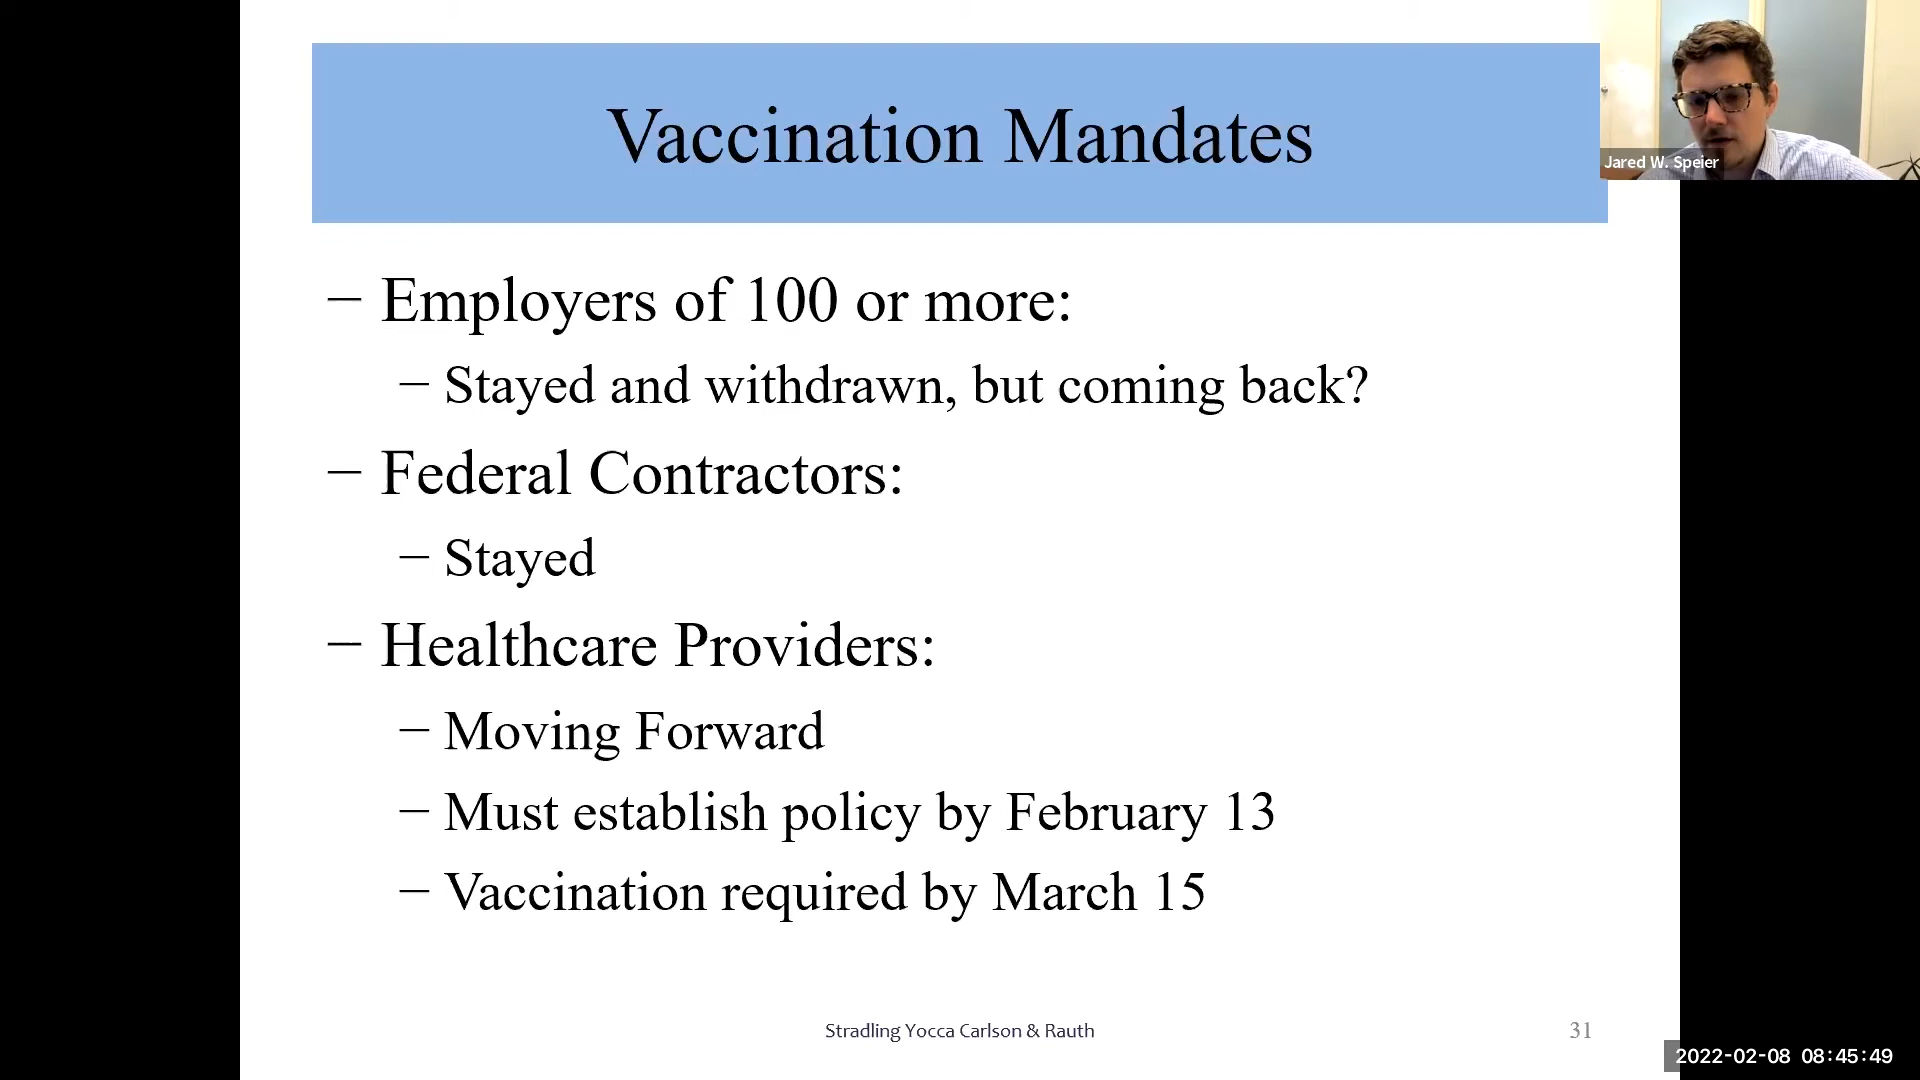 Vaccination Mandates
Jared W. Speier
– Employers of 100 or more:
– Stayed and withdrawn, but coming back?
– Federal Contractors:
– Stayed
– Healthcare Providers:
– Moving Forward
– Must establish policy by February 13
– Vaccination required by March 15
Stradling Yocca Carlson & Rauth
31
2022-02-08 08:45:49